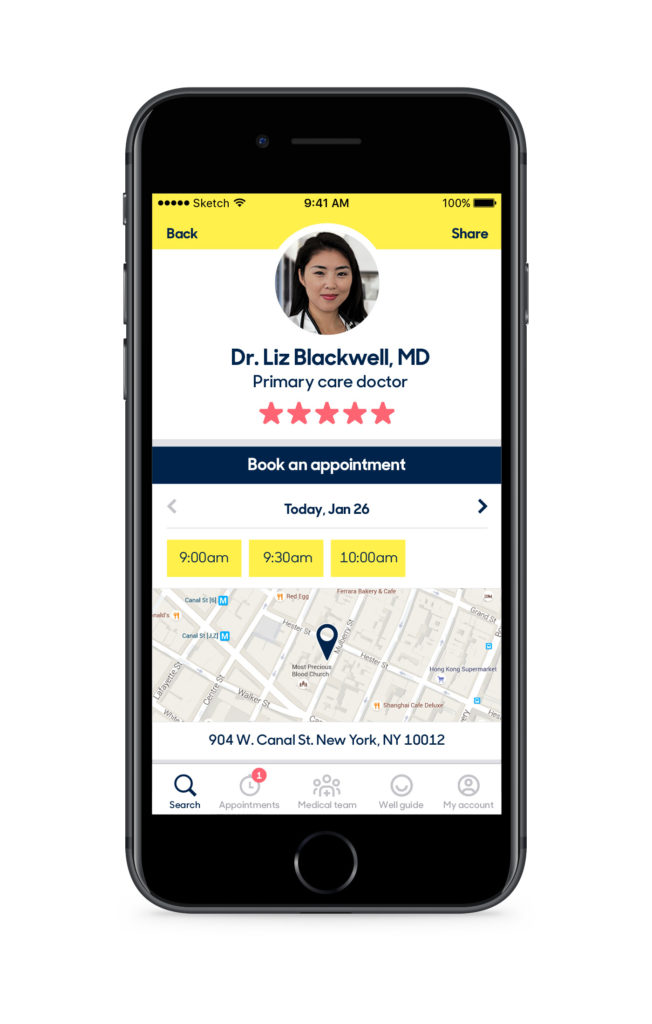 Sketch 9:41 AM 100%
Back Share
Dr. Liz Blackwell, MD
Primary care doctor
Book an appointment
Today, Jan 26
9:00am 9:30am 10:00am
Ferrara Bakery & Cafe
Canal St [6] M Red Egg
Grand St
nald's
Hester St
Mulberry St
Canal St [J,Z] M
Hester St
Most Precious
Blood Church
Hong Kong Supermarket
Lafayette St
Centre St
Walker St
Shanghai Cafe Deluxe
White
904 W. Canal St. New York, NY 10012
1
Search Appointments Medical team Well guide My account